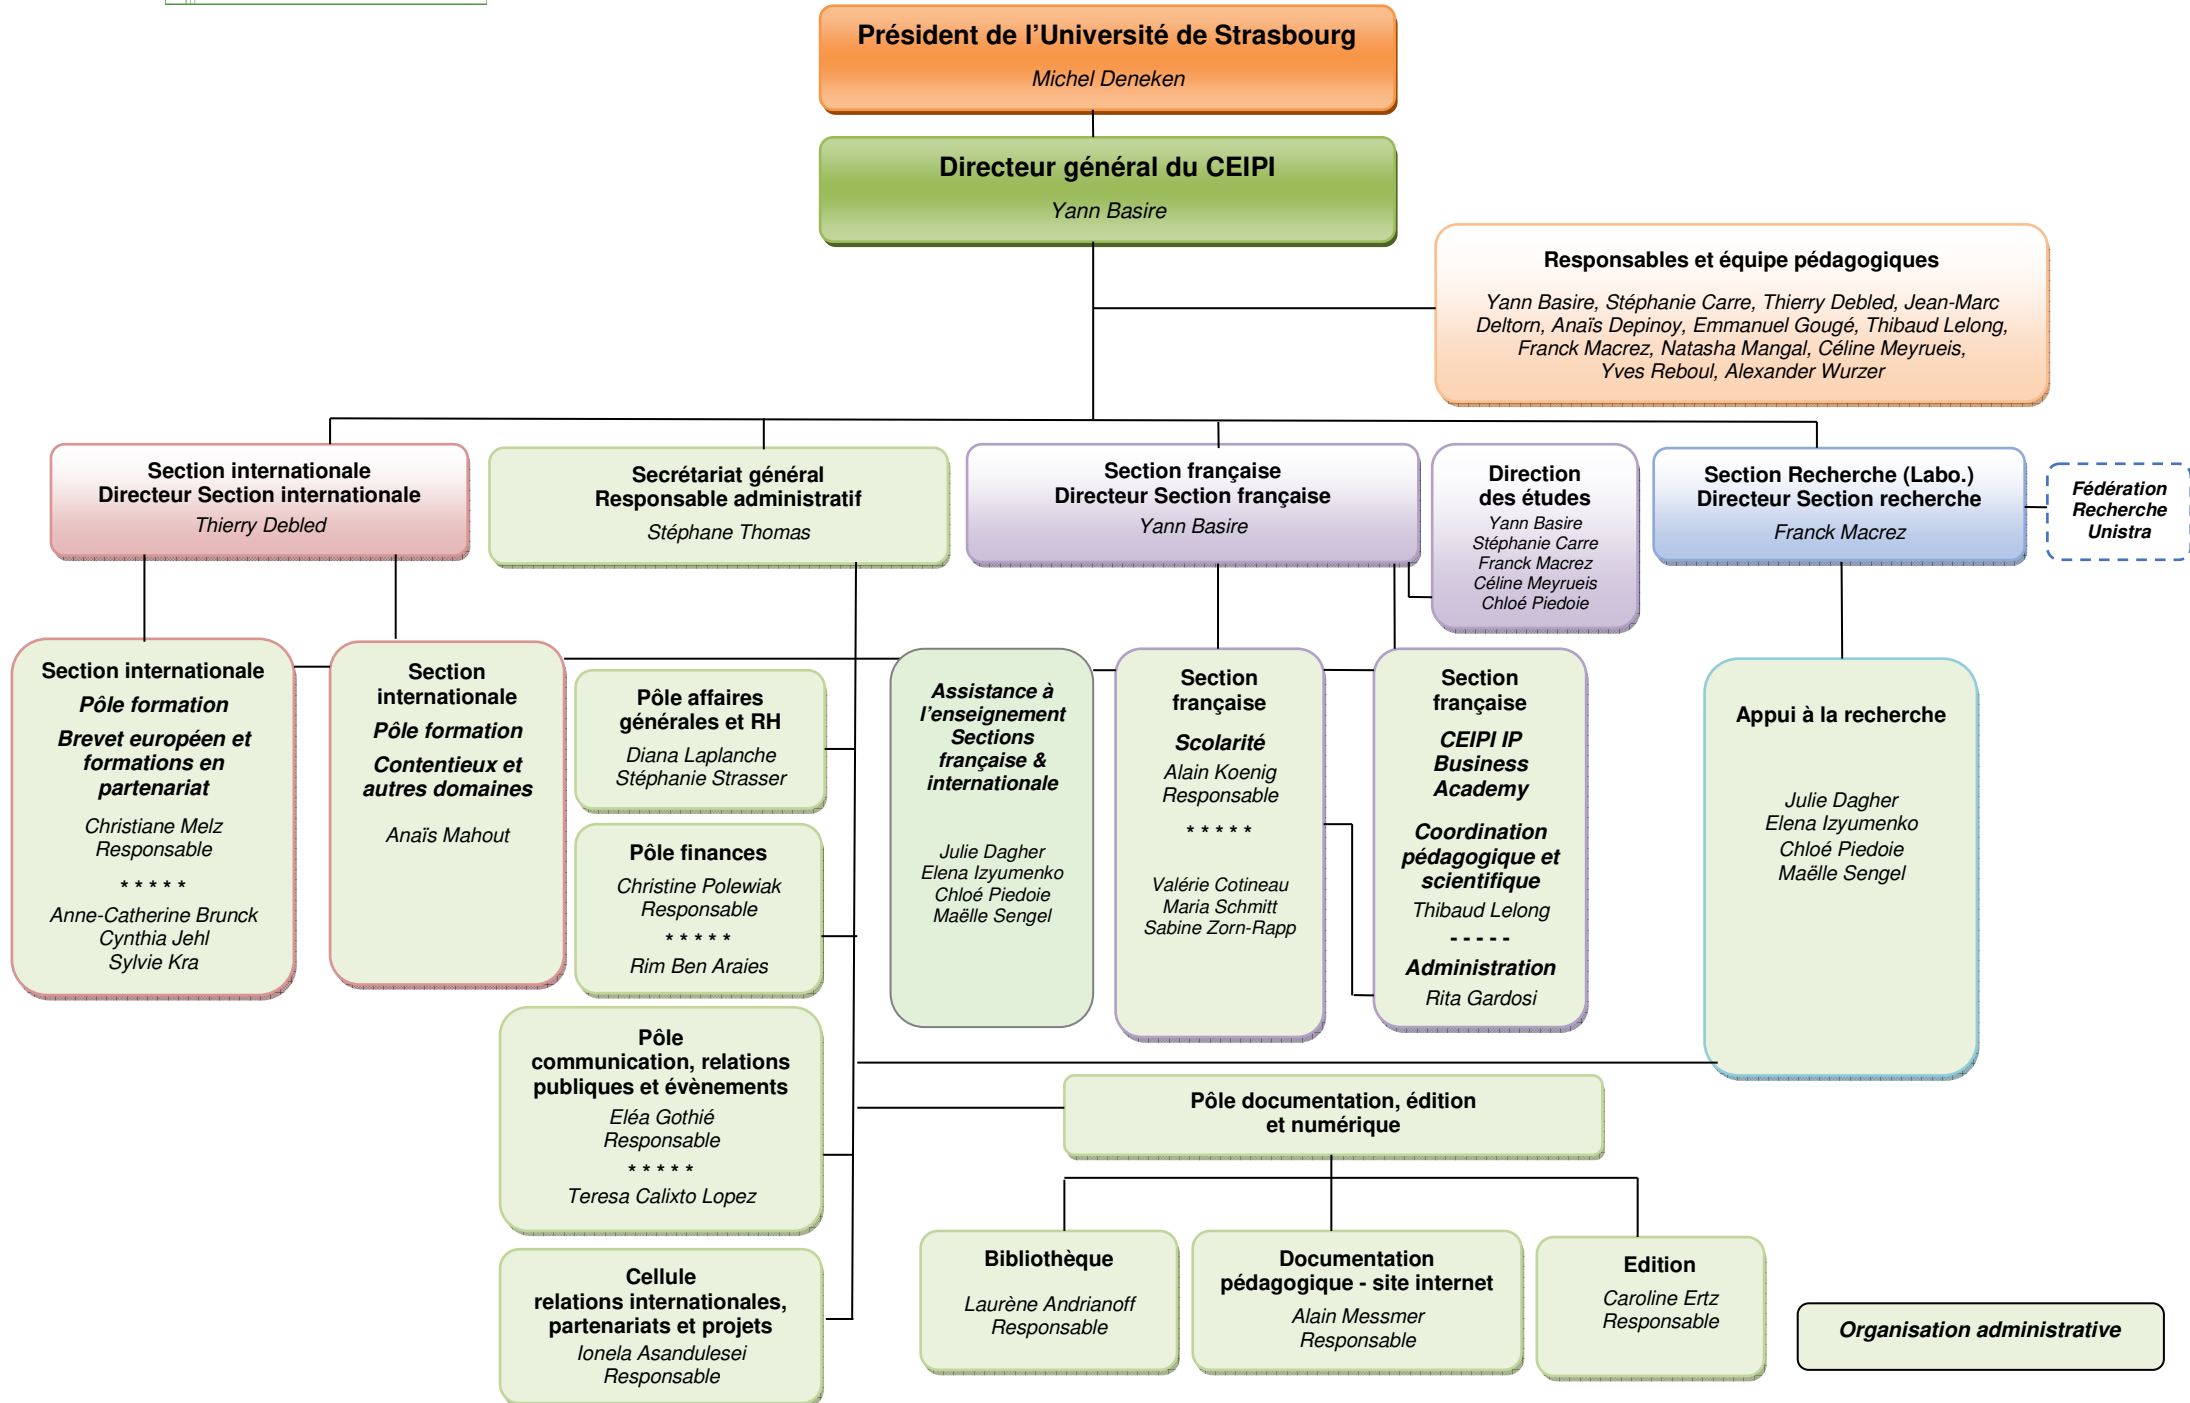 Président de l'Université de Strasbourg
Michel Deneken
Directeur général du CEIPI
Yann Basire
Responsables et équipe pédagogiques
Yann Basire, Stéphanie Carre, Thierry Debled, Jean-Marc
Deltorn, Anaïs Depinoy, Emmanuel Gougé, Thibaud Lelong,
Franck Macrez, Natasha Mangal, Céline Meyrueis,
Yves Reboul, Alexander Wurzer
Section internationale
Directeur Section internationale
Thierry Debled
Secrétariat général
Responsable administratif
Stéphane Thomas
Section française
Directeur Section française
Yann Basire
Direction
des études
Yann Basire
Stéphanie Carre
Franck Macrez
Céline Meyrueis
Chloé Piedoie
Section Recherche (Labo.)
Directeur Section recherche
Franck Macrez
Fédération
Recherche
Unistra
Section internationale
Pôle formation
Brevet européen et
formations en
partenariat
Christiane Melz
Responsable
* * * * *
Anne-Catherine Brunck
Cynthia Jehl
Sylvie Kra
Section
internationale
Pôle formation
Contentieux et
autres domaines
Anaïs Mahout
Pôle affaires
générales et RH
Diana Laplanche
Stéphanie Strasser
Pôle finances
Christine Polewiak
Responsable
* * * * *
Rim Ben Araies
Pôle
communication, relations
publiques et évènements
Eléa Gothié
Responsable
* * * * *
Teresa Calixto Lopez
Cellule
relations internationales,
partenariats et projets
Ionela Asandulesei
Responsable
Assistance à
l'enseignement
Sections
française &
internationale
Julie Dagher
Elena Izyumenko
Chloé Piedoie
Maëlle Sengel
Section
française
Scolarité
Alain Koenig
Responsable
* * * * *
Valérie Cotineau
Maria Schmitt
Sabine Zorn-Rapp
Section
française
CEIPI IP
Business
Academy
Coordination
pédagogique et
scientifique
Thibaud Lelong
- - - - -
Administration
Rita Gardosi
Appui à la recherche
Julie Dagher
Elena Izyumenko
Chloé Piedoie
Maëlle Sengel
Pôle documentation, édition
et numérique
Bibliothèque
Laurène Andrianoff
Responsable
Documentation
pédagogique - site internet
Alain Messmer
Responsable
Edition
Caroline Ertz
Responsable
Organisation administrative